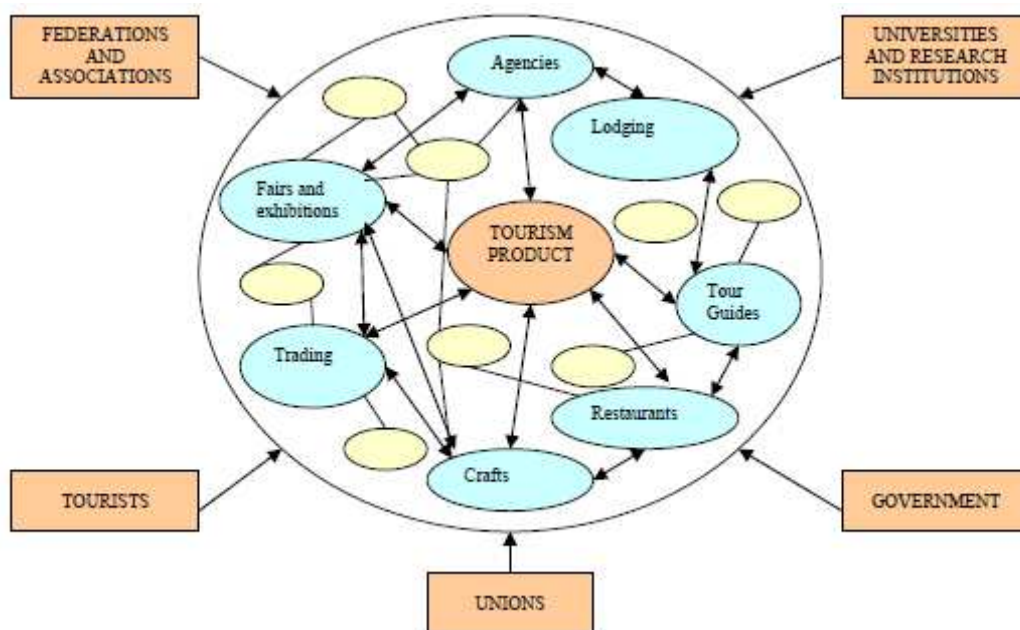 FEDERATIONS
AND
ASSOCIATIONS
UNIVERSITIES
AND RESEARCH
INSTITUTIONS
Agencies
Lodging
Fairs and
exhibitions
TOURISM
PRODUCT
Tour
Guides
Trading
Restaurants
Crafts
TOURISTS
GOVERNMENT
UNIONS